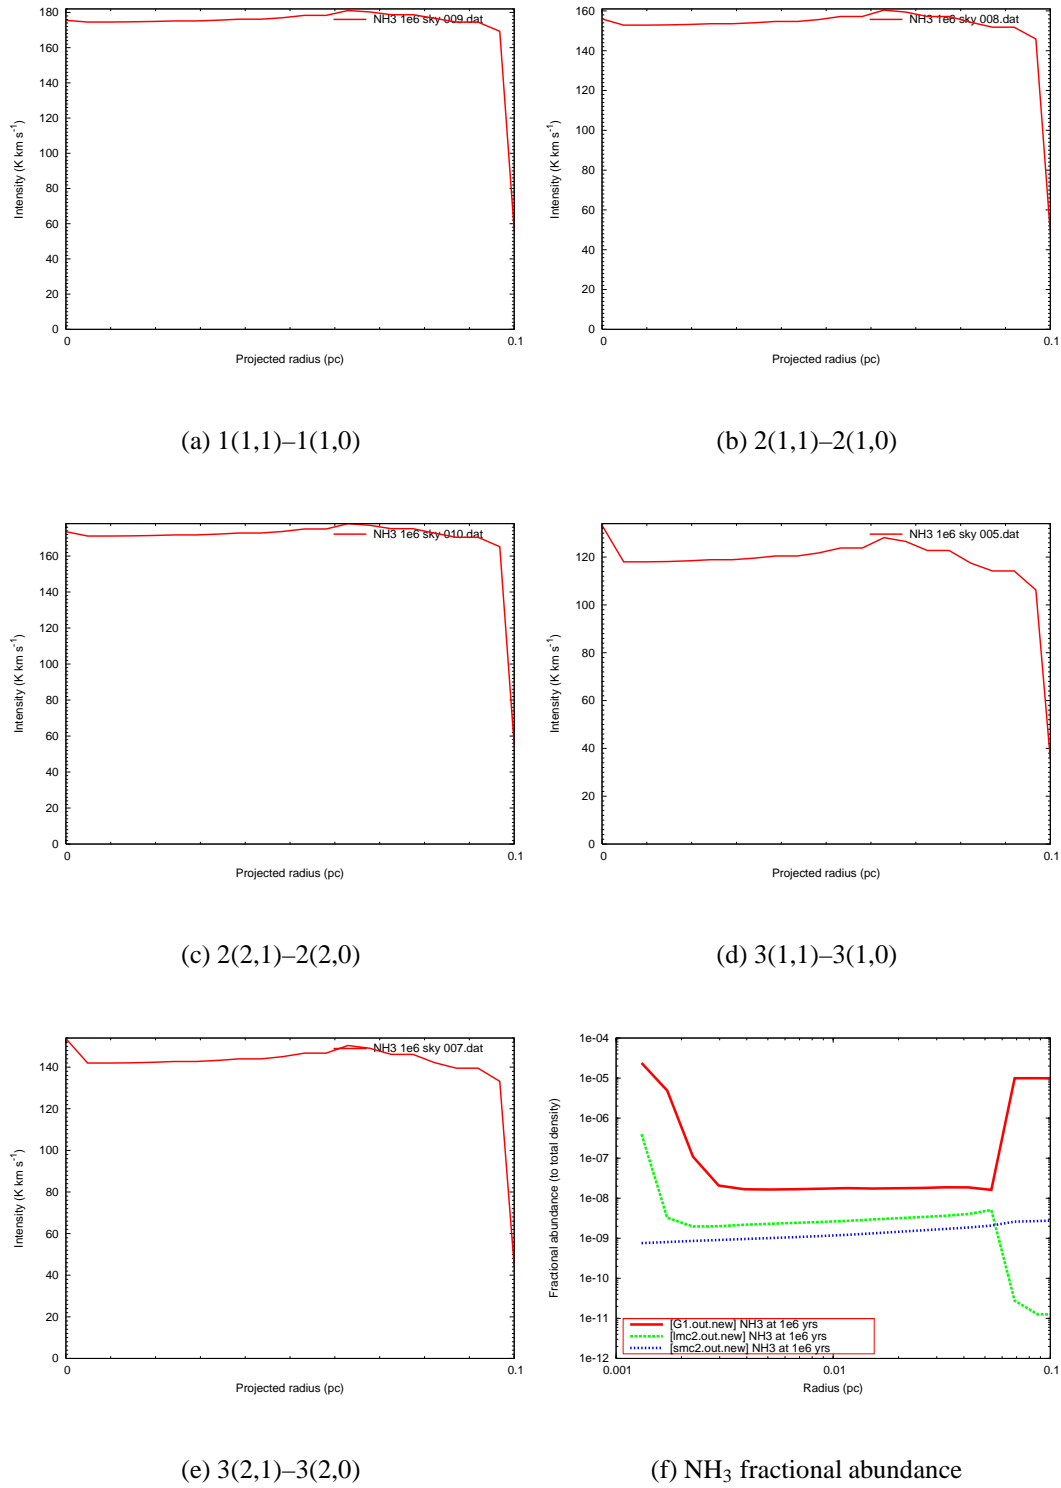 180
160
140
120
100
80
60
40
20
0
Intensity (K km s⁻¹)
NH3 1e6 sky 009.dat
0 0.1
Projected radius (pc)
(a) 1(1,1)–1(1,0)
160
140
120
100
80
60
40
20
0
Intensity (K km s⁻¹)
NH3 1e6 sky 008.dat
0 0.1
Projected radius (pc)
(b) 2(1,1)–2(1,0)
160
140
120
100
80
60
40
20
0
Intensity (K km s⁻¹)
NH3 1e6 sky 010.dat
0 0.1
Projected radius (pc)
(c) 2(2,1)–2(2,0)
120
100
80
60
40
20
0
Intensity (K km s⁻¹)
NH3 1e6 sky 005.dat
0 0.1
Projected radius (pc)
(d) 3(1,1)–3(1,0)
140
120
100
80
60
40
20
0
Intensity (K km s⁻¹)
NH3 1e6 sky 007.dat
0 0.1
Projected radius (pc)
(e) 3(2,1)–3(2,0)
1e-04
1e-05
1e-06
1e-07
1e-08
1e-09
1e-10
1e-11
1e-12
Fractional abundance (to total density)
[G1.out.new] NH3 at 1e6 yrs
[lmc2.out.new] NH3 at 1e6 yrs
[smc2.out.new] NH3 at 1e6 yrs
0.001 0.01 0.1
Radius (pc)
(f) NH₃ fractional abundance